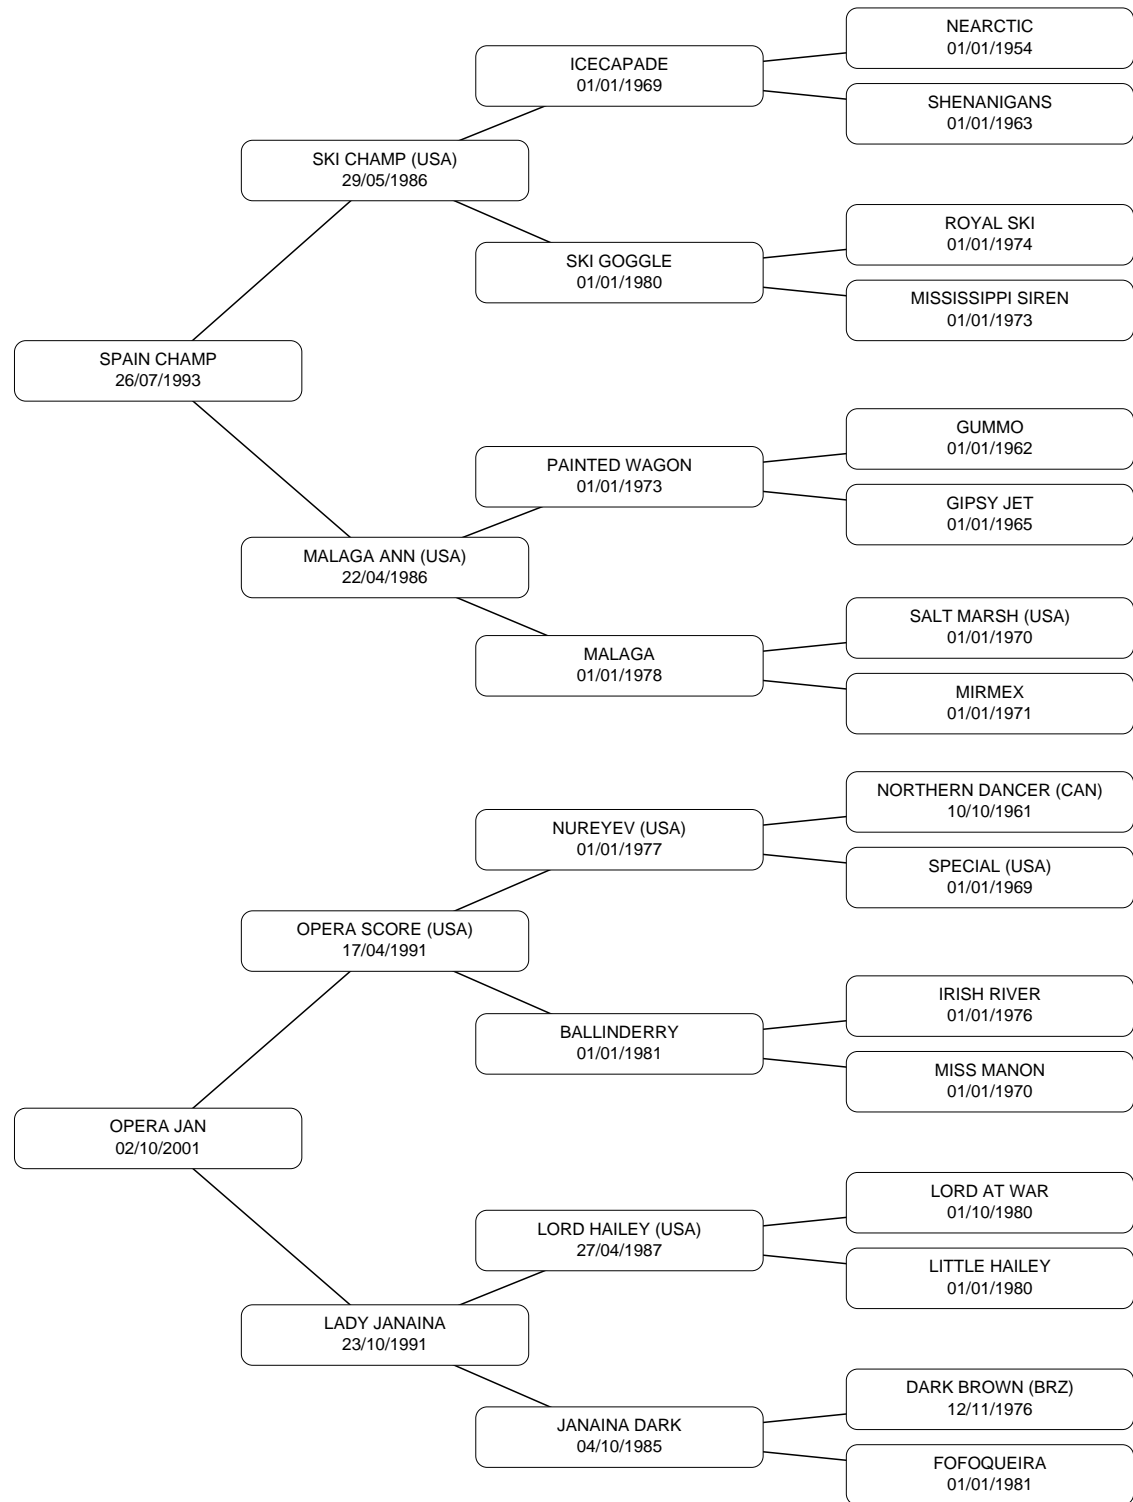 NEARCTIC
01/01/1954
ICECAPADE
01/01/1969
SHENANIGANS
01/01/1963
SKI CHAMP (USA)
29/05/1986
ROYAL SKI
01/01/1974
SKI GOGGLE
01/01/1980
MISSISSIPPI SIREN
01/01/1973
SPAIN CHAMP
26/07/1993
GUMMO
01/01/1962
PAINTED WAGON
01/01/1973
GIPSY JET
01/01/1965
MALAGA ANN (USA)
22/04/1986
SALT MARSH (USA)
01/01/1970
MALAGA
01/01/1978
MIRMEX
01/01/1971
NORTHERN DANCER (CAN)
10/10/1961
NUREYEV (USA)
01/01/1977
SPECIAL (USA)
01/01/1969
OPERA SCORE (USA)
17/04/1991
IRISH RIVER
01/01/1976
BALLINDERRY
01/01/1981
MISS MANON
01/01/1970
OPERA JAN
02/10/2001
LORD AT WAR
01/10/1980
LORD HAILEY (USA)
27/04/1987
LITTLE HAILEY
01/01/1980
LADY JANAINA
23/10/1991
DARK BROWN (BRZ)
12/11/1976
JANAINA DARK
04/10/1985
FOFOQUEIRA
01/01/1981